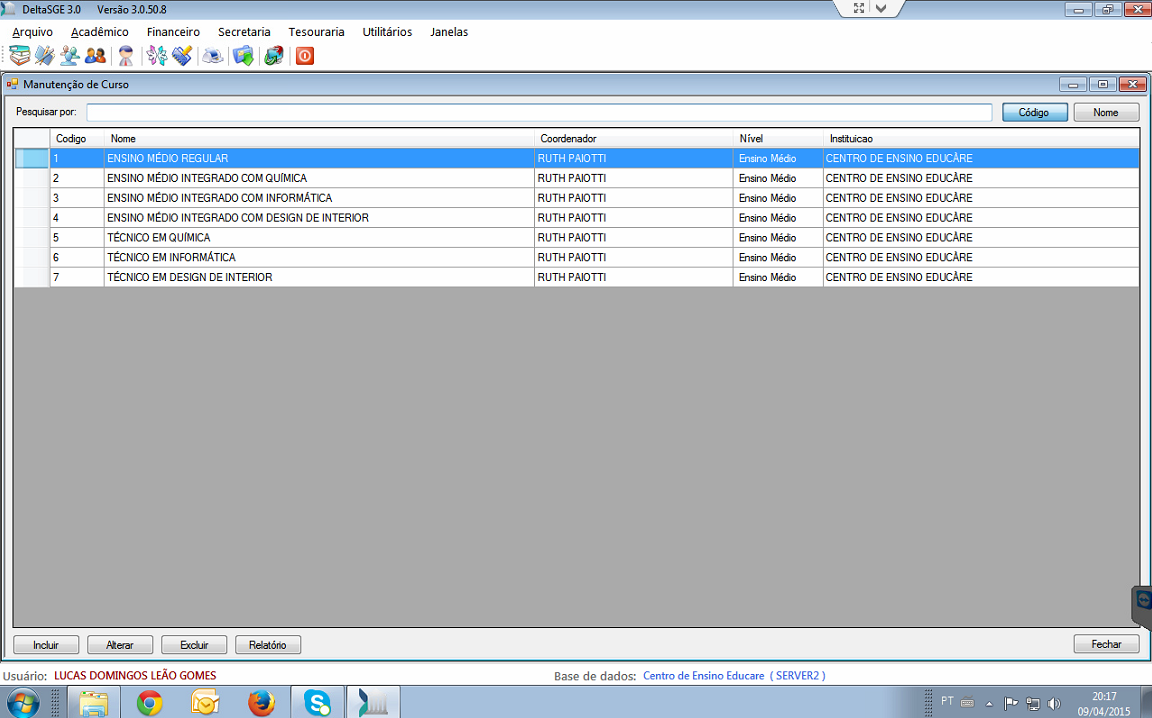 DeltaSGE 3.0 Versão 3.0.50.8
Arquivo Acadêmico Financeiro Secretaria Tesouraria Utilitários Janelas
Manutenção de Curso
Pesquisar por: Código Nome
Codigo Nome Coordenador Nível Instituicao
1 ENSINO MÉDIO REGULAR RUTH PAIOTTI Ensino Médio CENTRO DE ENSINO EDUCÃRE
2 ENSINO MÉDIO INTEGRADO COM QUÍMICA RUTH PAIOTTI Ensino Médio CENTRO DE ENSINO EDUCÃRE
3 ENSINO MÉDIO INTEGRADO COM INFORMÁTICA RUTH PAIOTTI Ensino Médio CENTRO DE ENSINO EDUCÃRE
4 ENSINO MÉDIO INTEGRADO COM DESIGN DE INTERIOR RUTH PAIOTTI Ensino Médio CENTRO DE ENSINO EDUCÃRE
5 TÉCNICO EM QUÍMICA RUTH PAIOTTI Ensino Médio CENTRO DE ENSINO EDUCÃRE
6 TÉCNICO EM INFORMÁTICA RUTH PAIOTTI Ensino Médio CENTRO DE ENSINO EDUCÃRE
7 TÉCNICO EM DESIGN DE INTERIOR RUTH PAIOTTI Ensino Médio CENTRO DE ENSINO EDUCÃRE
Incluir Alterar Excluir Relatório Fechar
Usuário: LUCAS DOMINGOS LEÃO GOMES Base de dados: Centro de Ensino Educare ( SERVER2 )
PT 20:17
09/04/2015